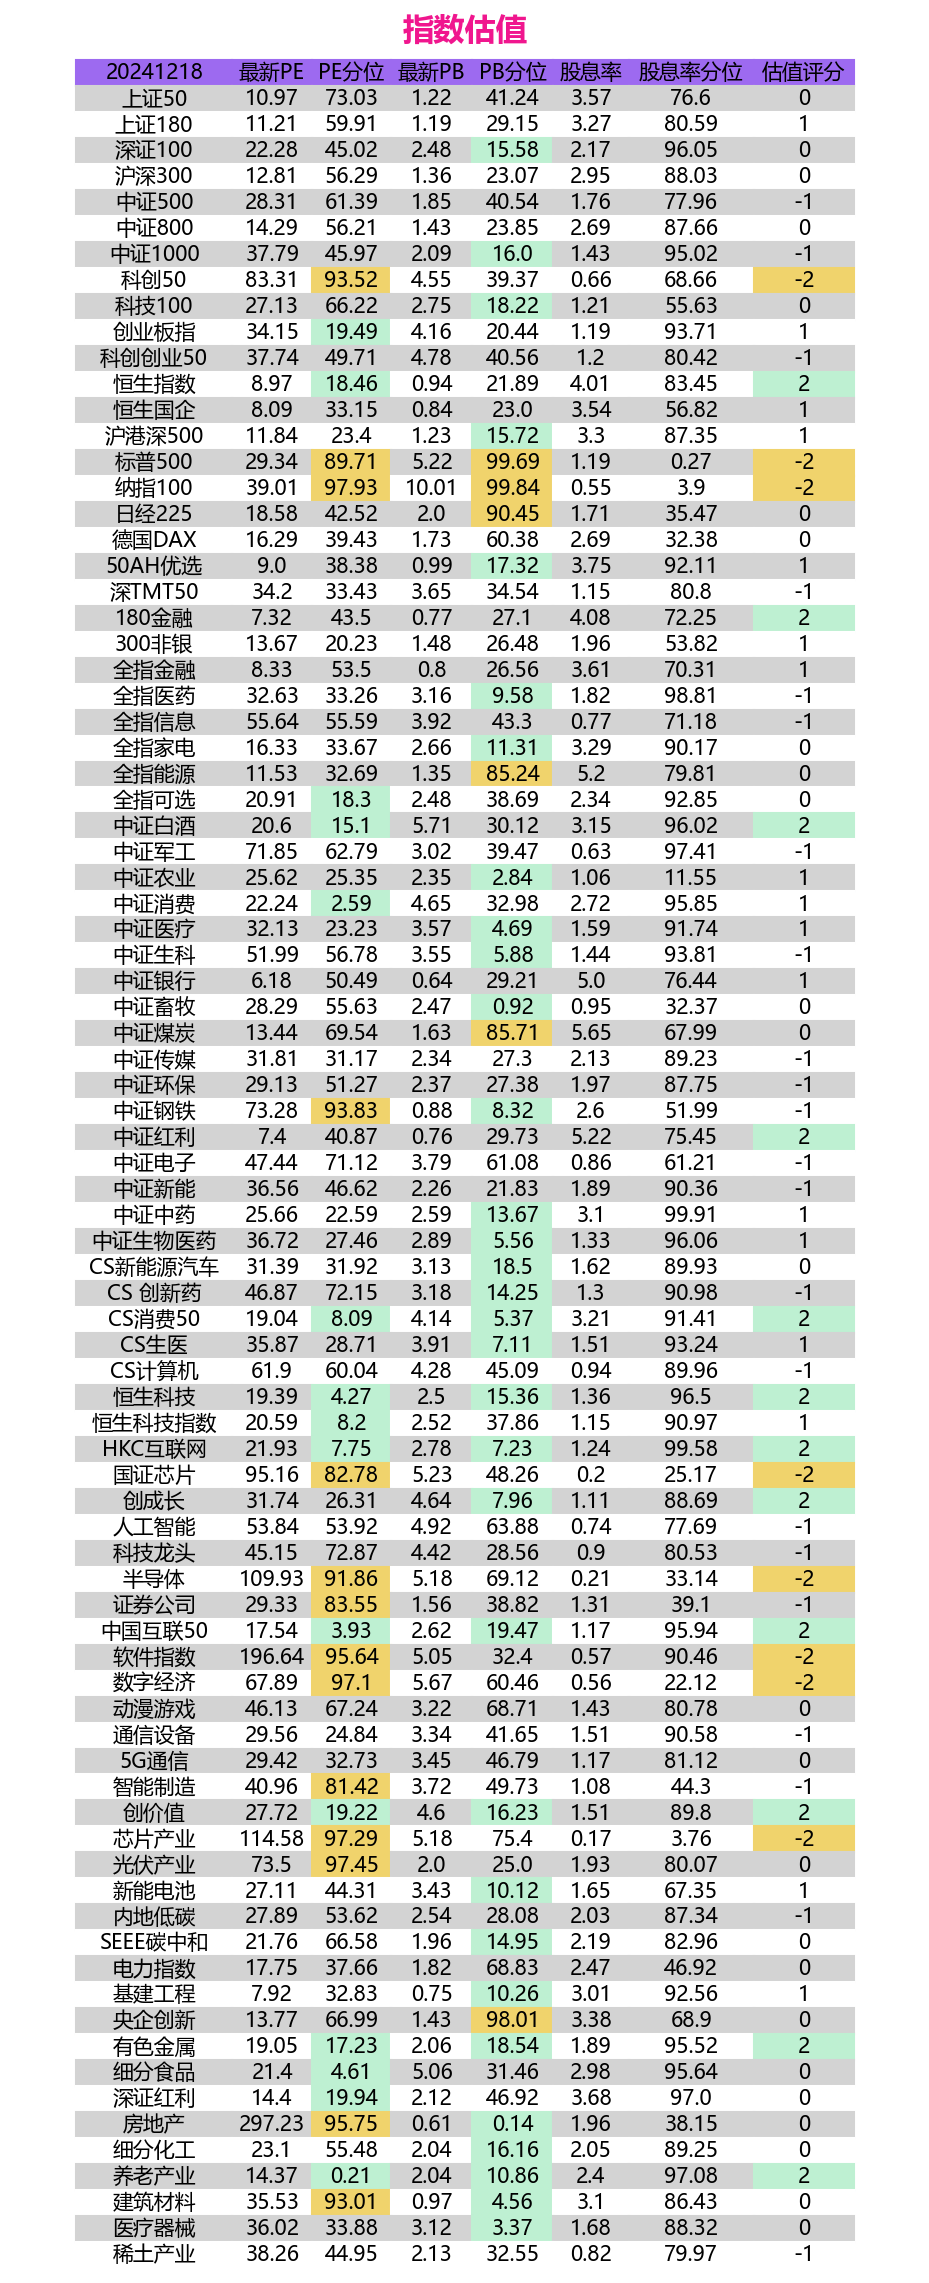 指数估值
20241218 最新PE PE分位 最新PB PB分位 股息率 股息率分位 估值评分
上证50 10.97 73.03 1.22 41.24 3.57 76.6 0
上证180 11.21 59.91 1.19 29.15 3.27 80.59 1
深证100 22.28 45.02 2.48 15.58 2.17 96.05 0
沪深300 12.81 56.29 1.36 23.07 2.95 88.03 0
中证500 28.31 61.39 1.85 40.54 1.76 77.96 -1
中证800 14.29 56.21 1.43 23.85 2.69 87.66 0
中证1000 37.79 45.97 2.09 16.0 1.43 95.02 -1
科创50 83.31 93.52 4.55 39.37 0.66 68.66 -2
科技100 27.13 66.22 2.75 18.22 1.21 55.63 0
创业板指 34.15 19.49 4.16 20.44 1.19 93.71 1
科创创业50 37.74 49.71 4.78 40.56 1.2 80.42 -1
恒生指数 8.97 18.46 0.94 21.89 4.01 83.45 2
恒生国企 8.09 33.15 0.84 23.0 3.54 56.82 1
沪港深500 11.84 23.4 1.23 15.72 3.3 87.35 1
标普500 29.34 89.71 5.22 99.69 1.19 0.27 -2
纳指100 39.01 97.93 10.01 99.84 0.55 3.9 -2
日经225 18.58 42.52 2.0 90.45 1.71 35.47 0
德国DAX 16.29 39.43 1.73 60.38 2.69 32.38 0
50AH优选 9.0 38.38 0.99 17.32 3.75 92.11 1
深TMT50 34.2 33.43 3.65 34.54 1.15 80.8 -1
180金融 7.32 43.5 0.77 27.1 4.08 72.25 2
300非银 13.67 20.23 1.48 26.48 1.96 53.82 1
全指金融 8.33 53.5 0.8 26.56 3.61 70.31 1
全指医药 32.63 33.26 3.16 9.58 1.82 98.81 -1
全指信息 55.64 55.59 3.92 43.3 0.77 71.18 -1
全指家电 16.33 33.67 2.66 11.31 3.29 90.17 0
全指能源 11.53 32.69 1.35 85.24 5.2 79.81 0
全指可选 20.91 18.3 2.48 38.69 2.34 92.85 0
中证白酒 20.6 15.1 5.71 30.12 3.15 96.02 2
中证军工 71.85 62.79 3.02 39.47 0.63 97.41 -1
中证农业 25.62 25.35 2.35 2.84 1.06 11.55 1
中证消费 22.24 2.59 4.65 32.98 2.72 95.85 1
中证医疗 32.13 23.23 3.57 4.69 1.59 91.74 1
中证生科 51.99 56.78 3.55 5.88 1.44 93.81 -1
中证银行 6.18 50.49 0.64 29.21 5.0 76.44 1
中证畜牧 28.29 55.63 2.47 0.92 0.95 32.37 0
中证煤炭 13.44 69.54 1.63 85.71 5.65 67.99 0
中证传媒 31.81 31.17 2.34 27.3 2.13 89.23 -1
中证环保 29.13 51.27 2.37 27.38 1.97 87.75 -1
中证钢铁 73.28 93.83 0.88 8.32 2.6 51.99 -1
中证红利 7.4 40.87 0.76 29.73 5.22 75.45 2
中证电子 47.44 71.12 3.79 61.08 0.86 61.21 -1
中证新能 36.56 46.62 2.26 21.83 1.89 90.36 -1
中证中药 25.66 22.59 2.59 13.67 3.1 99.91 1
中证生物医药 36.72 27.46 2.89 5.56 1.33 96.06 1
CS新能源汽车 31.39 31.92 3.13 18.5 1.62 89.93 0
CS 创新药 46.87 72.15 3.18 14.25 1.3 90.98 -1
CS消费50 19.04 8.09 4.14 5.37 3.21 91.41 2
CS生医 35.87 28.71 3.91 7.11 1.51 93.24 1
CS计算机 61.9 60.04 4.28 45.09 0.94 89.96 -1
恒生科技 19.39 4.27 2.5 15.36 1.36 96.5 2
恒生科技指数 20.59 8.2 2.52 37.86 1.15 90.97 1
HKC互联网 21.93 7.75 2.78 7.23 1.24 99.58 2
国证芯片 95.16 82.78 5.23 48.26 0.2 25.17 -2
创成长 31.74 26.31 4.64 7.96 1.11 88.69 2
人工智能 53.84 53.92 4.92 63.88 0.74 77.69 -1
科技龙头 45.15 72.87 4.42 28.56 0.9 80.53 -1
半导体 109.93 91.86 5.18 69.12 0.21 33.14 -2
证券公司 29.33 83.55 1.56 38.82 1.31 39.1 -1
中国互联50 17.54 3.93 2.62 19.47 1.17 95.94 2
软件指数 196.64 95.64 5.05 32.4 0.57 90.46 -2
数字经济 67.89 97.1 5.67 60.46 0.56 22.12 -2
动漫游戏 46.13 67.24 3.22 68.71 1.43 80.78 0
通信设备 29.56 24.84 3.34 41.65 1.51 90.58 -1
5G通信 29.42 32.73 3.45 46.79 1.17 81.12 0
智能制造 40.96 81.42 3.72 49.73 1.08 44.3 -1
创价值 27.72 19.22 4.6 16.23 1.51 89.8 2
芯片产业 114.58 97.29 5.18 75.4 0.17 3.76 -2
光伏产业 73.5 97.45 2.0 25.0 1.93 80.07 0
新能电池 27.11 44.31 3.43 10.12 1.65 67.35 1
内地低碳 27.89 53.62 2.54 28.08 2.03 87.34 -1
SEEE碳中和 21.76 66.58 1.96 14.95 2.19 82.96 0
电力指数 17.75 37.66 1.82 68.83 2.47 46.92 0
基建工程 7.92 32.83 0.75 10.26 3.01 92.56 1
央企创新 13.77 66.99 1.43 98.01 3.38 68.9 0
有色金属 19.05 17.23 2.06 18.54 1.89 95.52 2
细分食品 21.4 4.61 5.06 31.46 2.98 95.64 0
深证红利 14.4 19.94 2.12 46.92 3.68 97.0 0
房地产 297.23 95.75 0.61 0.14 1.96 38.15 0
细分化工 23.1 55.48 2.04 16.16 2.05 89.25 0
养老产业 14.37 0.21 2.04 10.86 2.4 97.08 2
建筑材料 35.53 93.01 0.97 4.56 3.1 86.43 0
医疗器械 36.02 33.88 3.12 3.37 1.68 88.32 0
稀土产业 38.26 44.95 2.13 32.55 0.82 79.97 -1